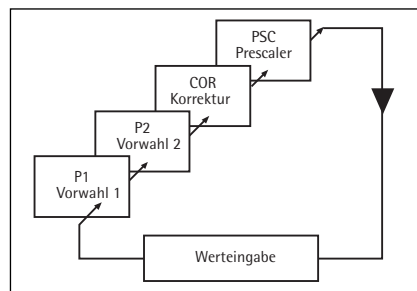 PSC
Prescaler
COR
Korrektur
P2
Vorwahl 2
P1
Vorwahl 1
Werteingabe